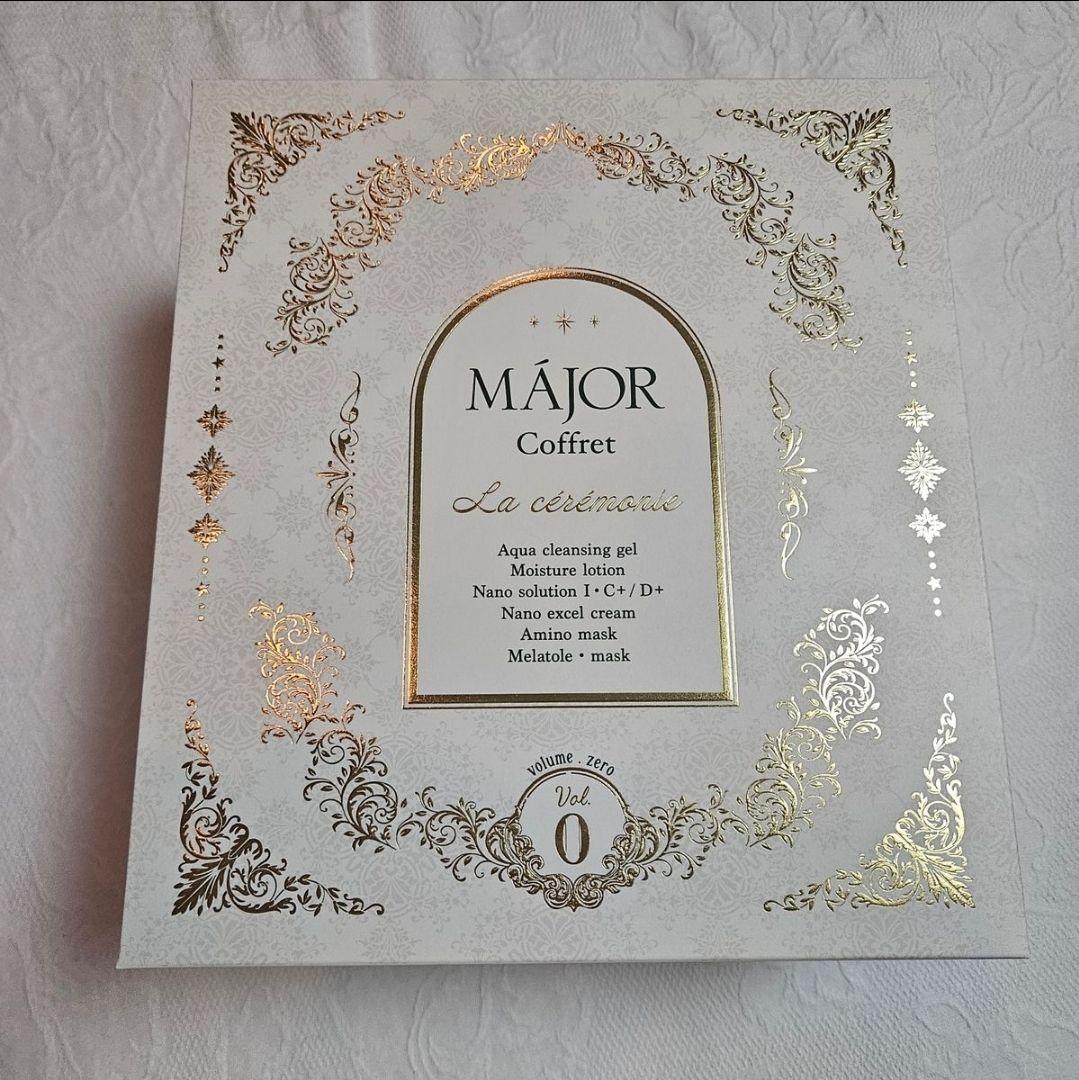 MÁJOR
Coffret
La cérémonie
Aqua cleansing gel
Moisture lotion
Nano solution I・C+/D+
Nano excel cream
Amino mask
Melatole・mask
volume . zero
Vol.
0